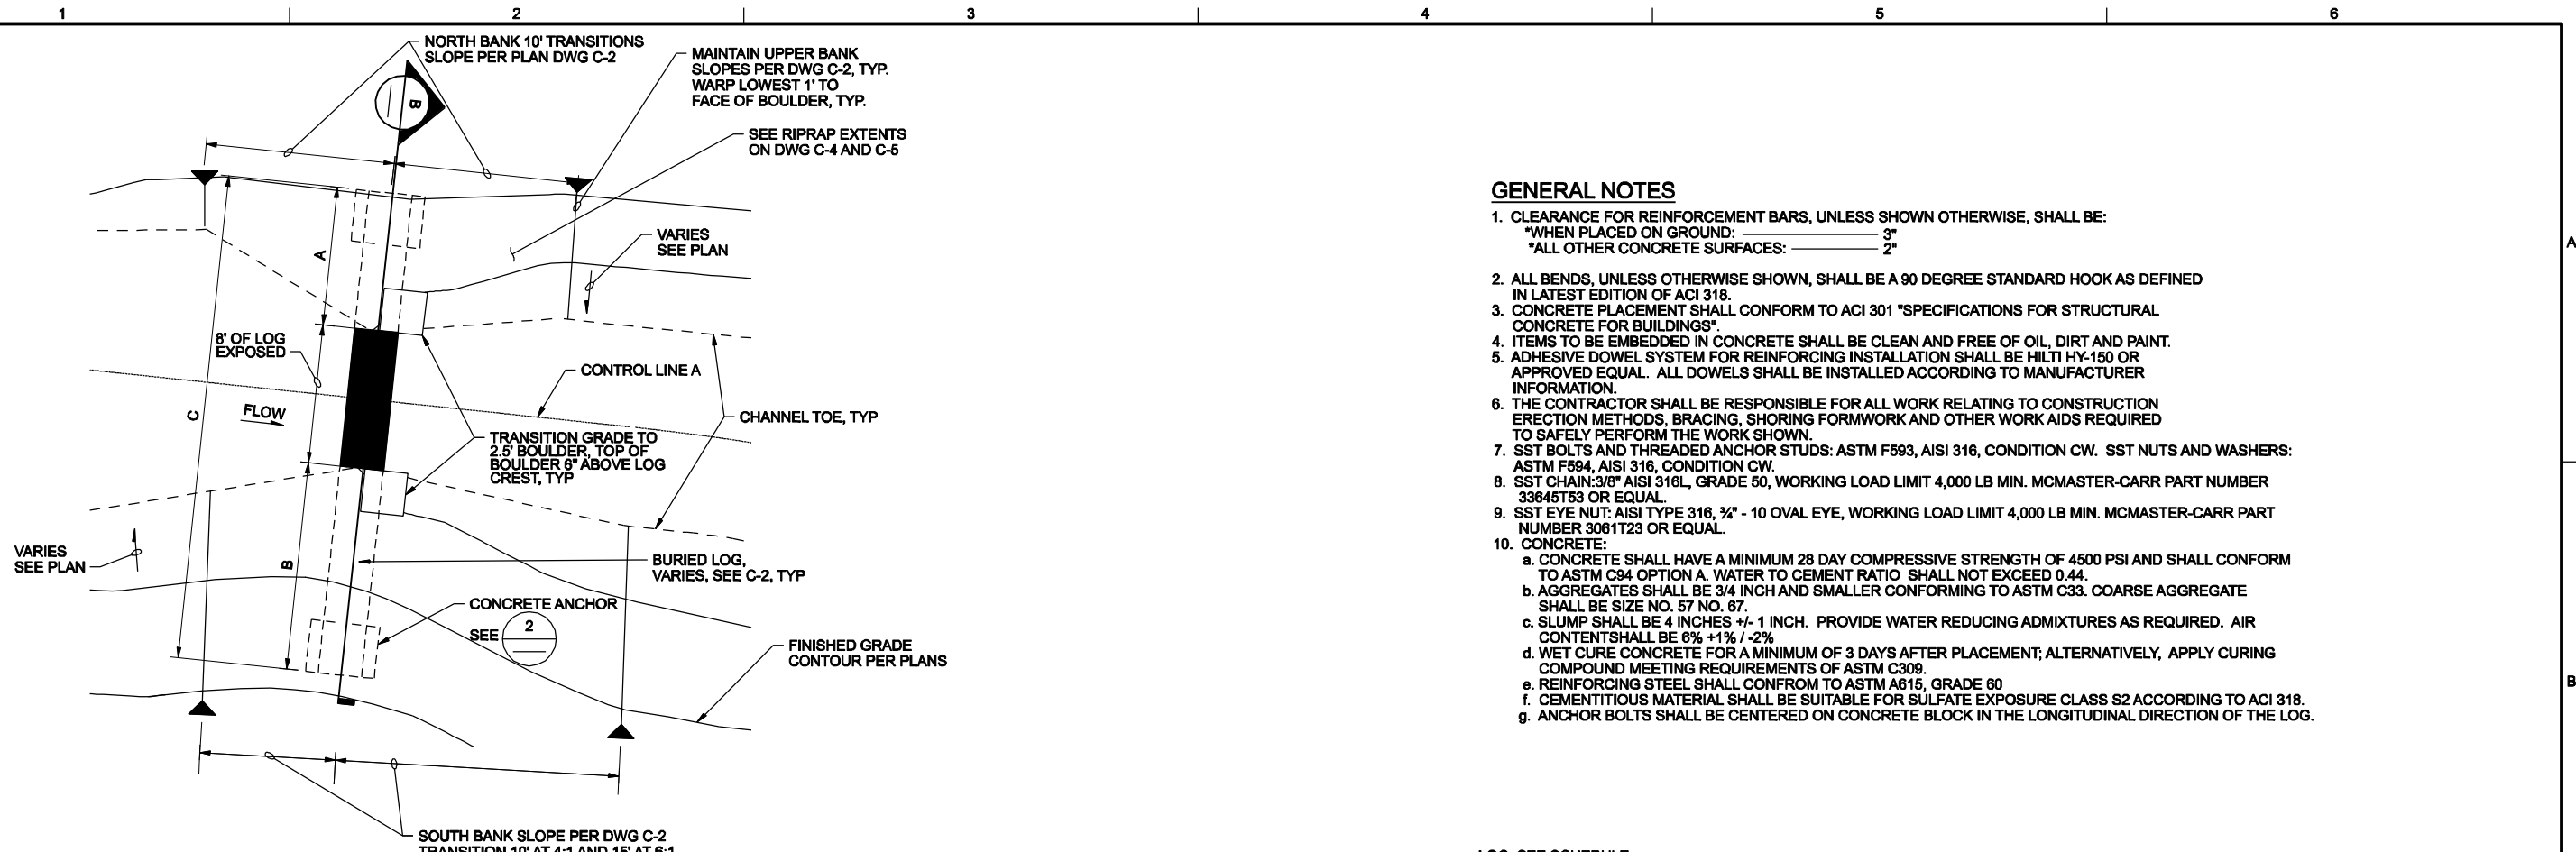 1 2 3 4 5 6
NORTH BANK 10' TRANSITIONS
SLOPE PER PLAN DWG C-2
MAINTAIN UPPER BANK
SLOPES PER DWG C-2, TYP.
WARP LOWEST 1' TO
FACE OF BOULDER, TYP.
B
SEE RIPRAP EXTENTS
ON DWG C-4 AND C-5
VARIES
SEE PLAN
A
8' OF LOG
EXPOSED
CONTROL LINE A
C
FLOW
CHANNEL TOE, TYP
TRANSITION GRADE TO
2.5' BOULDER, TOP OF
BOULDER 6" ABOVE LOG
CREST, TYP
VARIES
SEE PLAN
B
BURIED LOG,
VARIES, SEE C-2, TYP
CONCRETE ANCHOR
SEE 2
FINISHED GRADE
CONTOUR PER PLANS
SOUTH BANK SLOPE PER DWG C-2
TRANSITION 10' AT 4:1 AND 15' AT 6:1
GENERAL NOTES
1. CLEARANCE FOR REINFORCEMENT BARS, UNLESS SHOWN OTHERWISE, SHALL BE:
*WHEN PLACED ON GROUND: 3"
*ALL OTHER CONCRETE SURFACES: 2"
2. ALL BENDS, UNLESS OTHERWISE SHOWN, SHALL BE A 90 DEGREE STANDARD HOOK AS DEFINED
IN LATEST EDITION OF ACI 318.
3. CONCRETE PLACEMENT SHALL CONFORM TO ACI 301 "SPECIFICATIONS FOR STRUCTURAL
CONCRETE FOR BUILDINGS".
4. ITEMS TO BE EMBEDDED IN CONCRETE SHALL BE CLEAN AND FREE OF OIL, DIRT AND PAINT.
5. ADHESIVE DOWEL SYSTEM FOR REINFORCING INSTALLATION SHALL BE HILTI HY-150 OR
APPROVED EQUAL. ALL DOWELS SHALL BE INSTALLED ACCORDING TO MANUFACTURER
INFORMATION.
6. THE CONTRACTOR SHALL BE RESPONSIBLE FOR ALL WORK RELATING TO CONSTRUCTION
ERECTION METHODS, BRACING, SHORING FORMWORK AND OTHER WORK AIDS REQUIRED
TO SAFELY PERFORM THE WORK SHOWN.
7. SST BOLTS AND THREADED ANCHOR STUDS: ASTM F593, AISI 316, CONDITION CW. SST NUTS AND WASHERS:
ASTM F594, AISI 316, CONDITION CW.
8. SST CHAIN:3/8" AISI 316L, GRADE 50, WORKING LOAD LIMIT 4,000 LB MIN. MCMASTER-CARR PART NUMBER
33645T53 OR EQUAL.
9. SST EYE NUT: AISI TYPE 316, ¾" - 10 OVAL EYE, WORKING LOAD LIMIT 4,000 LB MIN. MCMASTER-CARR PART
NUMBER 3061T23 OR EQUAL.
10. CONCRETE:
a. CONCRETE SHALL HAVE A MINIMUM 28 DAY COMPRESSIVE STRENGTH OF 4500 PSI AND SHALL CONFORM
TO ASTM C94 OPTION A. WATER TO CEMENT RATIO SHALL NOT EXCEED 0.44.
b. AGGREGATES SHALL BE 3/4 INCH AND SMALLER CONFORMING TO ASTM C33. COARSE AGGREGATE
SHALL BE SIZE NO. 57 NO. 67.
c. SLUMP SHALL BE 4 INCHES +/- 1 INCH. PROVIDE WATER REDUCING ADMIXTURES AS REQUIRED. AIR
CONTENTSHALL BE 6% +1% / -2%
d. WET CURE CONCRETE FOR A MINIMUM OF 3 DAYS AFTER PLACEMENT; ALTERNATIVELY, APPLY CURING
COMPOUND MEETING REQUIREMENTS OF ASTM C309.
e. REINFORCING STEEL SHALL CONFROM TO ASTM A615, GRADE 60
f. CEMENTITIOUS MATERIAL SHALL BE SUITABLE FOR SULFATE EXPOSURE CLASS S2 ACCORDING TO ACI 318.
g. ANCHOR BOLTS SHALL BE CENTERED ON CONCRETE BLOCK IN THE LONGITUDINAL DIRECTION OF THE LOG.
LOG, SEE SCHEDULE
A
B